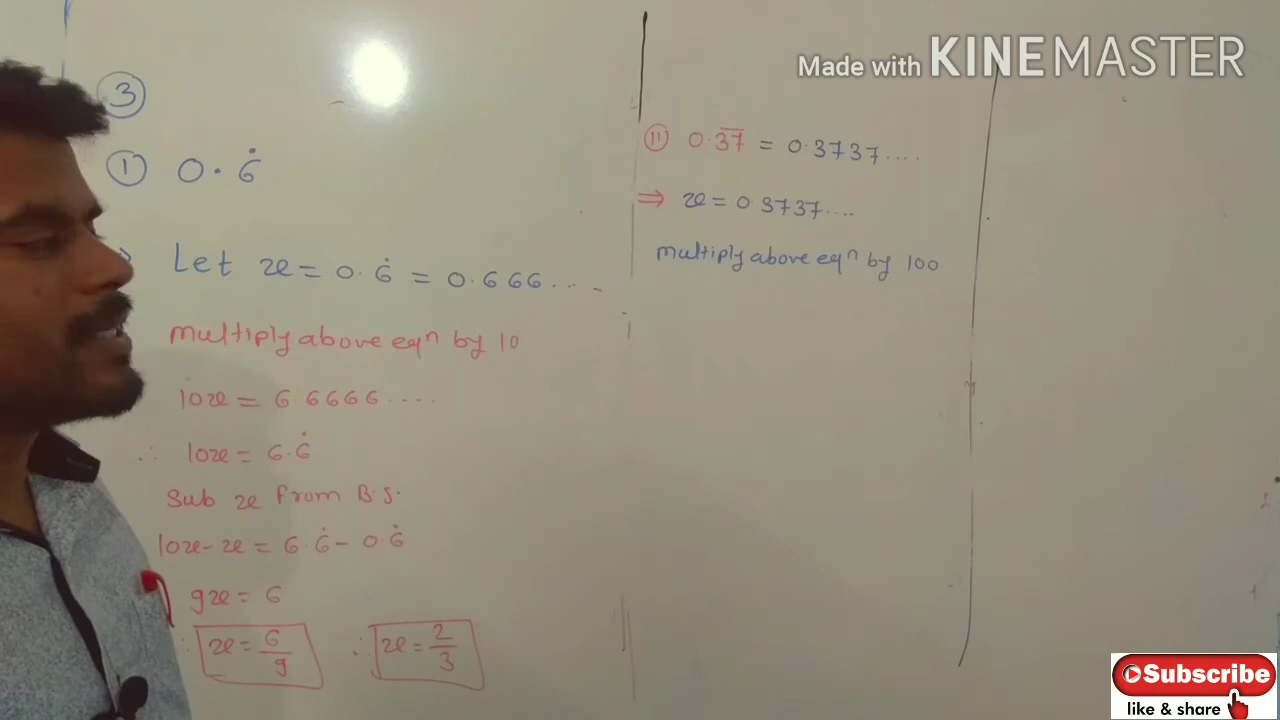 ③
① 0.6̇
Let x = 0.6̇ = 0.666....
multiply above eqⁿ by 10
10x = 6.6666....
∴ 10x = 6.6̇
Sub x from B.S.
10x - x = 6.6̇ - 0.6̇
9x = 6
∴ x = 6/9 ∴ x = 2/3
Made with KINEMASTER
⑪ 0.3̅7̅ = 0.3737....
⇒ x = 0.3737....
multiply above eqⁿ by 100
Subscribe
like & share